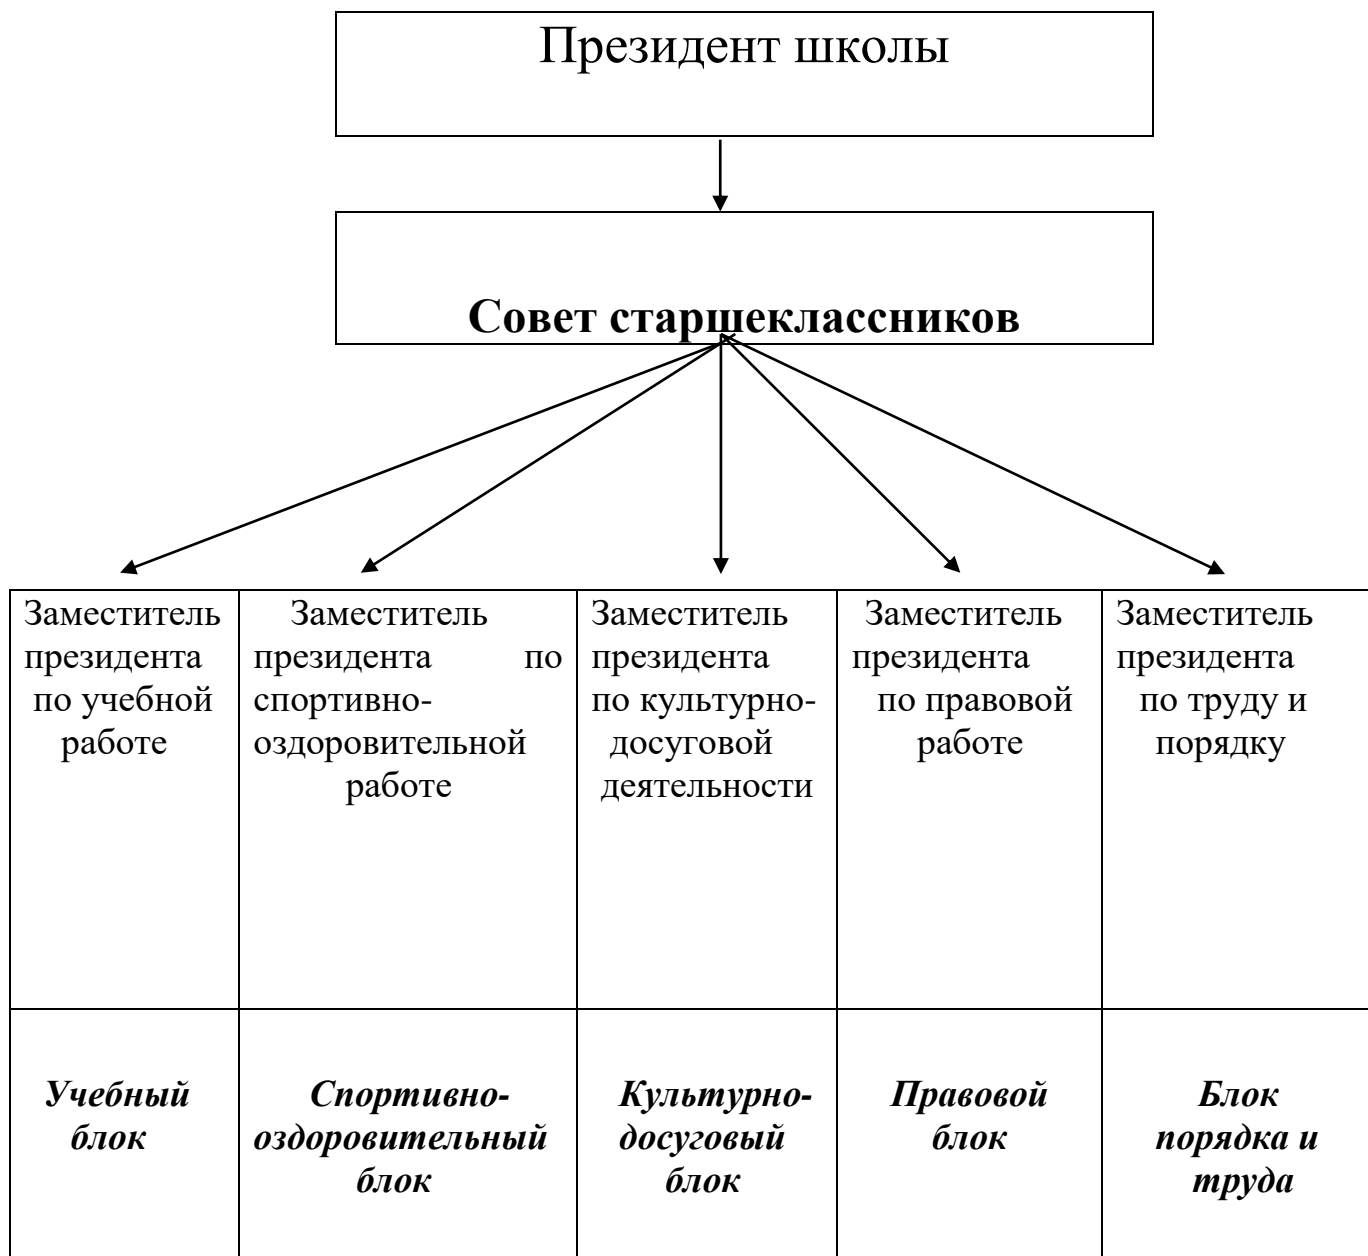 Президент школы
Совет старшеклассников
Заместитель
президента
по учебной
работе
Заместитель
президента по
спортивно-
оздоровительной
работе
Заместитель
президента
по культурно-
досуговой
деятельности
Заместитель
президента
по правовой
работе
Заместитель
президента
по труду и
порядку
Учебный
блок
Спортивно-
оздоровительный
блок
Культурно-
досуговый
блок
Правовой
блок
Блок
порядка и
труда